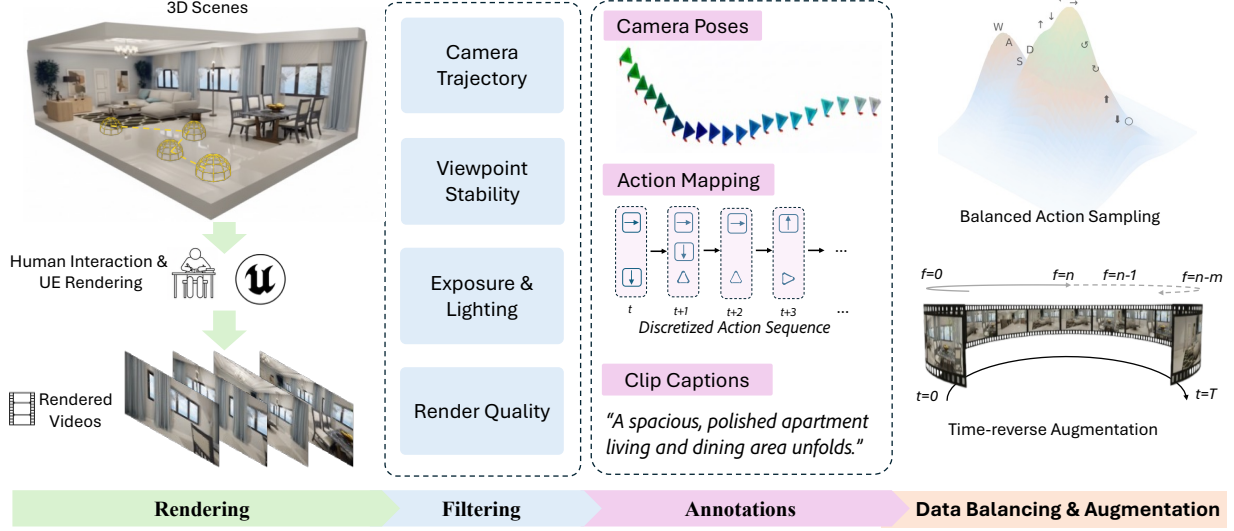 3D Scenes
Human Interaction &
UE Rendering
Rendered
Videos
Rendering
Camera
Trajectory
Viewpoint
Stability
Exposure &
Lighting
Render Quality
Filtering
Camera Poses
Action Mapping
t
t+1
t+2
t+3
...
...
Discretized Action Sequence
Clip Captions
"A spacious, polished apartment
living and dining area unfolds."
Annotations
W
A
S
D
Balanced Action Sampling
f=0
f=n
f=n-1
f=n-m
t=0
t=T
Time-reverse Augmentation
Data Balancing & Augmentation